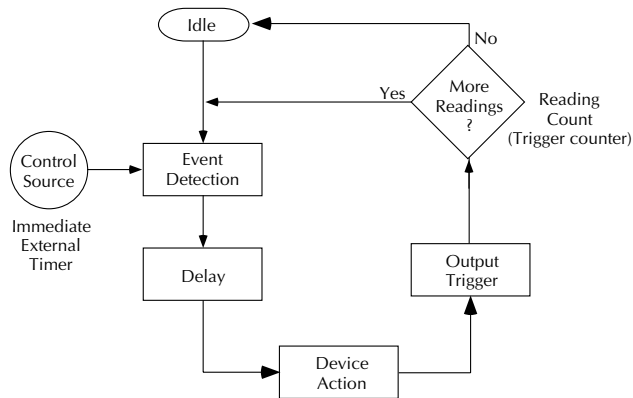 Idle
No
Yes
More
Readings
?
Reading
Count
(Trigger counter)
Control
Source
Event
Detection
Immediate
External
Timer
Delay
Output
Trigger
Device
Action